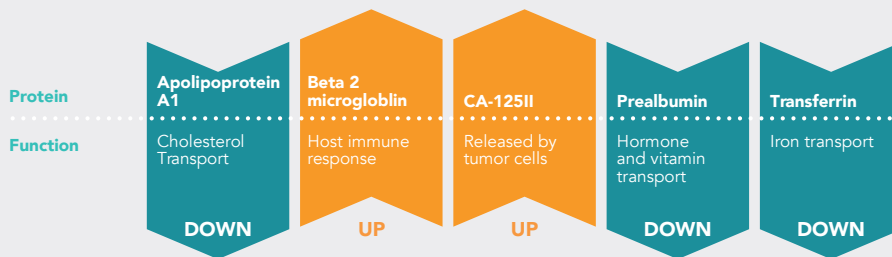 Protein
Apolipoprotein
A1
Beta 2
microgloblin
CA-125II
Prealbumin
Transferrin
Function
Cholesterol
Transport
Host immune
response
Released by
tumor cells
Hormone
and vitamin
transport
Iron transport
DOWN
UP
UP
DOWN
DOWN